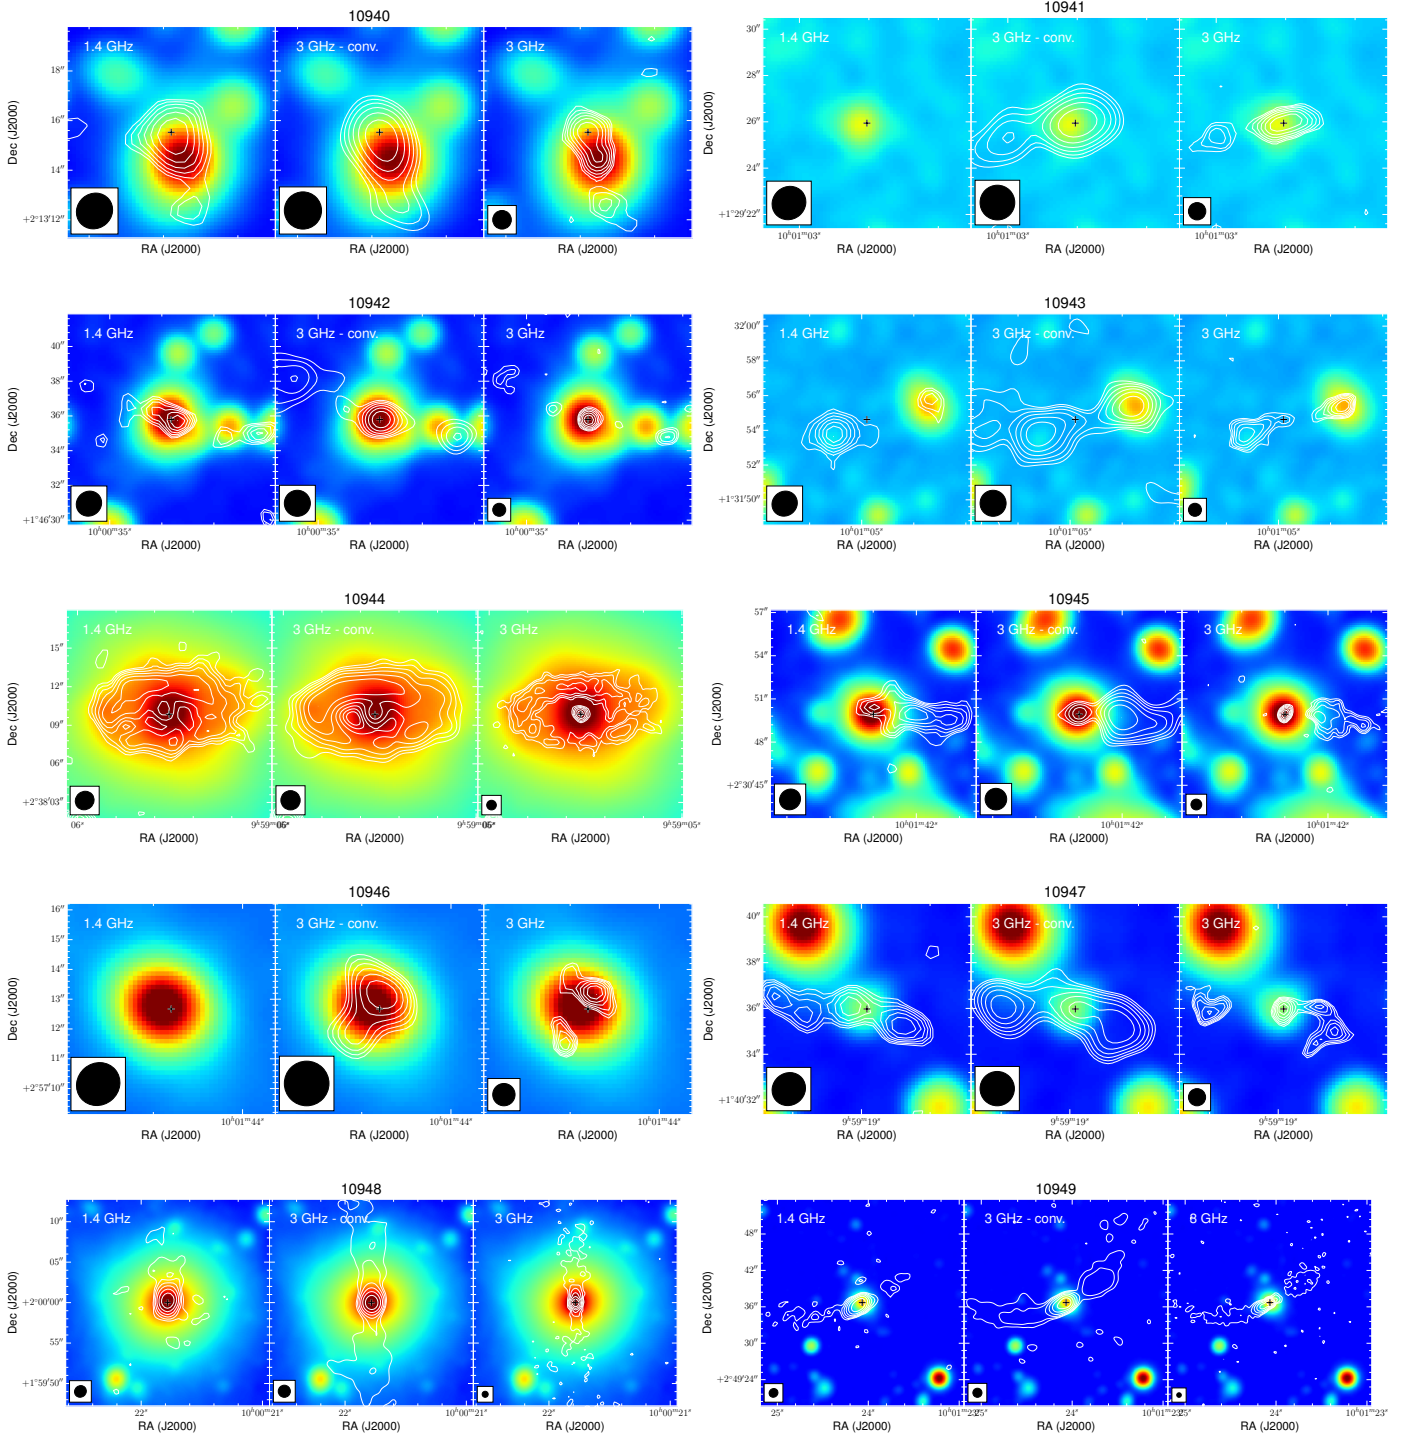 10940
1.4 GHz
3 GHz - conv.
3 GHz
18″
16″
14″
+2°13′12″
Dec (J2000)
RA (J2000)
RA (J2000)
RA (J2000)
10941
1.4 GHz
3 GHz - conv.
3 GHz
30″
28″
26″
24″
+1°29′22″
Dec (J2000)
10ʰ01ᵐ03ˢ
10ʰ01ᵐ03ˢ
10ʰ01ᵐ03ˢ
RA (J2000)
RA (J2000)
RA (J2000)
10942
1.4 GHz
3 GHz - conv.
3 GHz
40″
38″
36″
34″
32″
+1°46′30″
Dec (J2000)
10ʰ00ᵐ35ˢ
10ʰ00ᵐ35ˢ
10ʰ00ᵐ35ˢ
RA (J2000)
RA (J2000)
RA (J2000)
10943
1.4 GHz
3 GHz - conv.
3 GHz
32′00″
58″
56″
54″
52″
+1°31′50″
Dec (J2000)
10ʰ01ᵐ05ˢ
10ʰ01ᵐ05ˢ
10ʰ01ᵐ05ˢ
RA (J2000)
RA (J2000)
RA (J2000)
10944
1.4 GHz
3 GHz - conv.
3 GHz
15″
12″
09″
06″
+2°38′03″
Dec (J2000)
06ˢ
9ʰ59ᵐ05ˢ
RA (J2000)
RA (J2000)
RA (J2000)
10945
1.4 GHz
3 GHz - conv.
3 GHz
57″
54″
51″
48″
+2°30′45″
Dec (J2000)
10ʰ01ᵐ42ˢ
10ʰ01ᵐ42ˢ
10ʰ01ᵐ42ˢ
RA (J2000)
RA (J2000)
RA (J2000)
10946
1.4 GHz
3 GHz - conv.
3 GHz
16″
15″
14″
13″
12″
11″
+2°57′10″
Dec (J2000)
10ʰ01ᵐ44ˢ
10ʰ01ᵐ44ˢ
10ʰ01ᵐ44ˢ
RA (J2000)
RA (J2000)
RA (J2000)
10947
1.4 GHz
3 GHz - conv.
3 GHz
40″
38″
36″
34″
+1°40′32″
Dec (J2000)
9ʰ59ᵐ19ˢ
9ʰ59ᵐ19ˢ
9ʰ59ᵐ19ˢ
RA (J2000)
RA (J2000)
RA (J2000)
10948
1.4 GHz
3 GHz - conv.
3 GHz
10″
05″
+2°00′00″
55″
+1°59′50″
Dec (J2000)
22ˢ
10ʰ00ᵐ21ˢ
22ˢ
10ʰ00ᵐ21ˢ
22ˢ
10ʰ00ᵐ21ˢ
RA (J2000)
RA (J2000)
RA (J2000)
10949
1.4 GHz
3 GHz - conv.
3 GHz
48″
42″
36″
30″
+2°49′24″
Dec (J2000)
25ˢ
24ˢ
24ˢ
24ˢ
10ʰ01ᵐ23ˢ
RA (J2000)
RA (J2000)
RA (J2000)